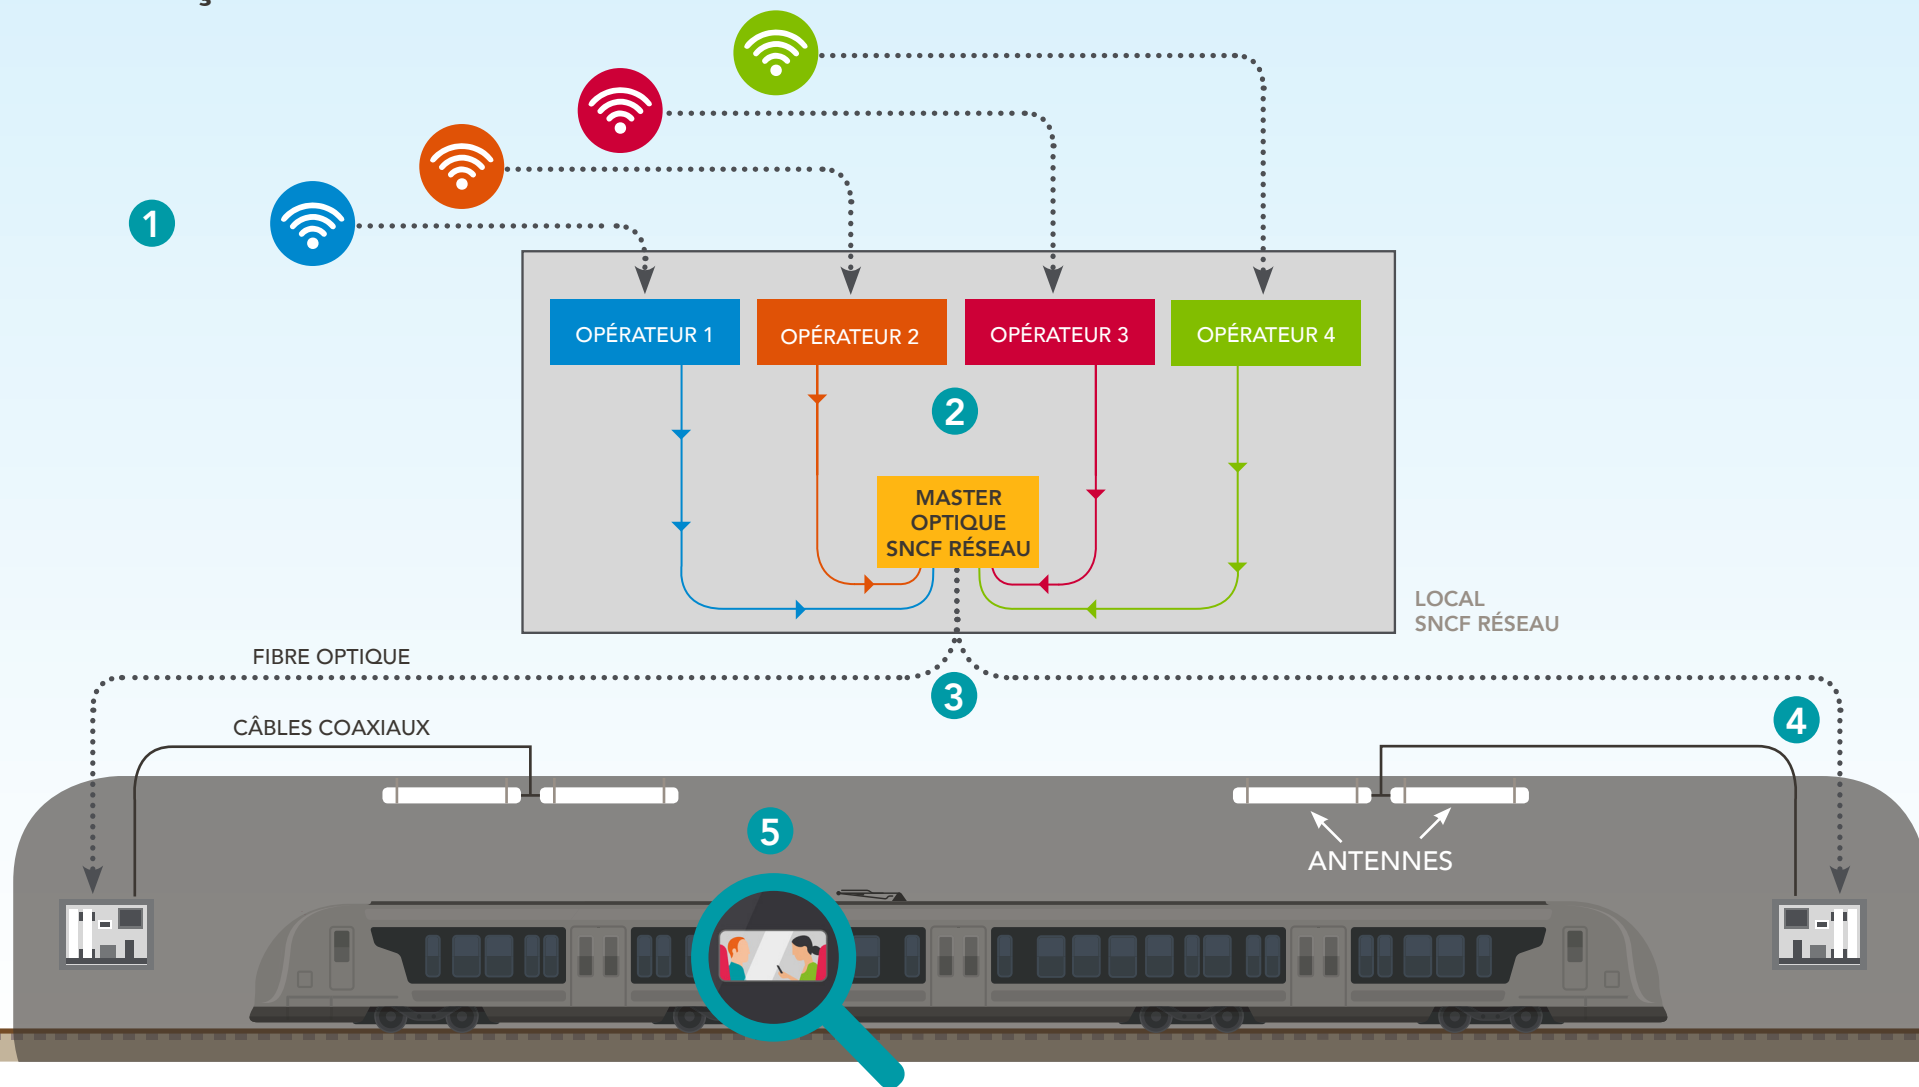 1
OPÉRATEUR 1
OPÉRATEUR 2
OPÉRATEUR 3
OPÉRATEUR 4
2
MASTER
OPTIQUE
SNCF RÉSEAU
LOCAL
SNCF RÉSEAU
FIBRE OPTIQUE
3
4
CÂBLES COAXIAUX
5
ANTENNES